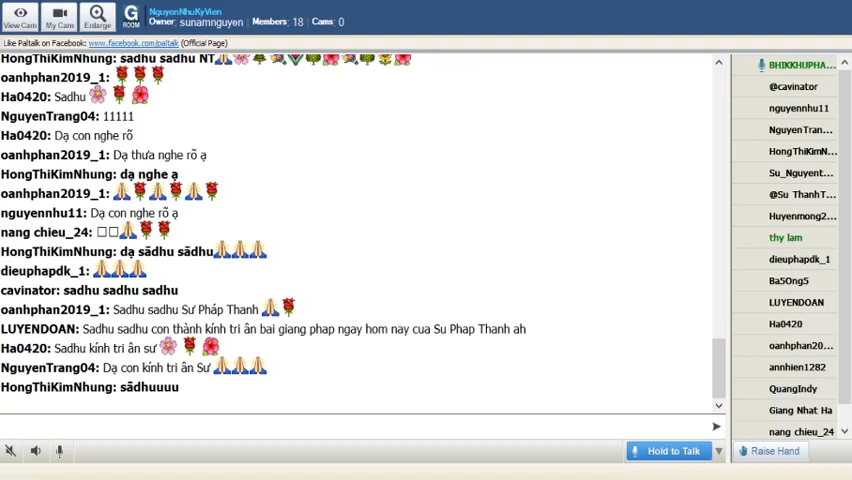 View Cam
My Cam
Enlarge
G
ROOM
NguyenNhuKyVien
Owner: sunamnguyen Members: 18 Cams: 0
Like Paltalk on Facebook: www.facebook.com/paltalk (Official Page)
HongThiKimNhung: sadhu sadhu NT
oanhphan2019_1:
Ha0420: Sadhu
NguyenTrang04: 11111
Ha0420: Dạ con nghe rõ
oanhphan2019_1: Dạ thưa nghe rõ ạ
HongThiKimNhung: dạ nghe ạ
oanhphan2019_1:
nguyennhu11: Dạ con nghe rõ ạ
nang chieu_24:
HongThiKimNhung: dạ sādhu sādhu
dieuphapdk_1:
cavinator: sadhu sadhu sadhu
oanhphan2019_1: Sadhu sadhu Sư Pháp Thanh
LUYENDOAN: Sadhu sadhu con thành kính tri ân bai giang phap ngay hom nay cua Su Phap Thanh ah
Ha0420: Sadhu kính tri ân sư
NguyenTrang04: Dạ con kính tri ân Sư
HongThiKimNhung: sādhuuuu
Hold to Talk
BHIKKHUPHA...
@cavinator
nguyennhu11
NguyenTran...
HongThiKimN...
Su_Nguyent...
@Su ThanhT...
Huyenmong2...
thy lam
dieuphapdk_1
Ba5Ong5
LUYENDOAN
Ha0420
oanhphan20...
annhien1282
QuangIndy
Giang Nhat Ha
nang chieu_24
Raise Hand